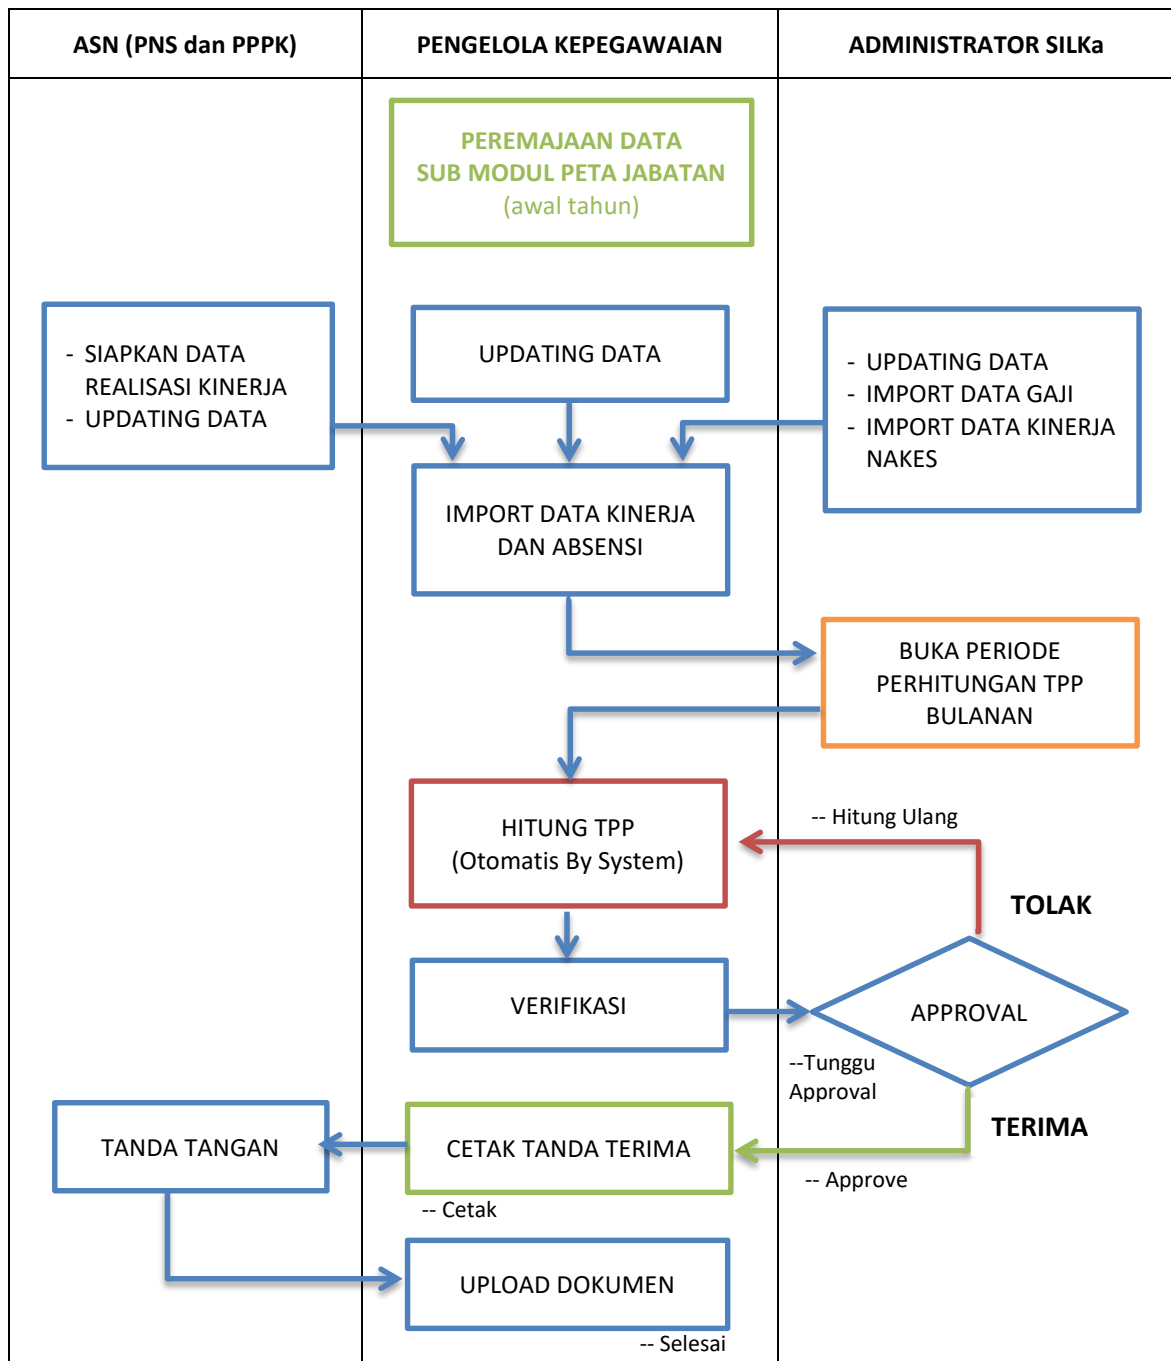 ASN (PNS dan PPPK)
PENGELOLA KEPEGAWAIAN
ADMINISTRATOR SILKa
PEREMAJAAN DATA
SUB MODUL PETA JABATAN
(awal tahun)
- SIAPKAN DATA
REALISASI KINERJA
- UPDATING DATA
UPDATING DATA
- UPDATING DATA
- IMPORT DATA GAJI
- IMPORT DATA KINERJA
NAKES
IMPORT DATA KINERJA
DAN ABSENSI
BUKA PERIODE
PERHITUNGAN TPP
BULANAN
HITUNG TPP
(Otomatis By System)
-- Hitung Ulang
TOLAK
VERIFIKASI
APPROVAL
--Tunggu
Approval
TERIMA
TANDA TANGAN
CETAK TANDA TERIMA
-- Approve
-- Cetak
UPLOAD DOKUMEN
-- Selesai